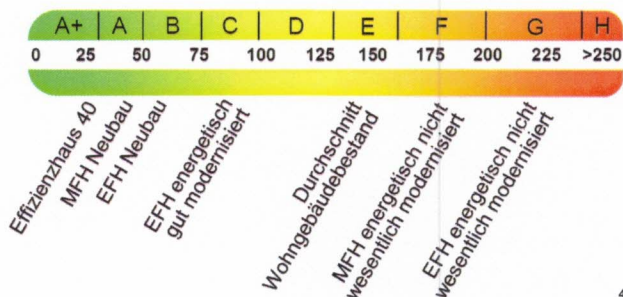 A+ A B C D E F G H
0 25 50 75 100 125 150 175 200 225 >250
Effizienzhaus 40
MFH Neubau
EFH Neubau
EFH energetisch
gut modernisiert
Durchschnitt
Wohngebäudebestand
MFH energetisch nicht
wesentlich modernisiert
EFH energetisch nicht
wesentlich modernisiert